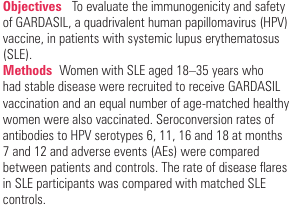 Objectives To evaluate the immunogenicity and safety
of GARDASIL, a quadrivalent human papillomavirus (HPV)
vaccine, in patients with systemic lupus erythematosus
(SLE).
Methods Women with SLE aged 18–35 years who
had stable disease were recruited to receive GARDASIL
vaccination and an equal number of age-matched healthy
women were also vaccinated. Seroconversion rates of
antibodies to HPV serotypes 6, 11, 16 and 18 at months
7 and 12 and adverse events (AEs) were compared
between patients and controls. The rate of disease flares
in SLE participants was compared with matched SLE
controls.